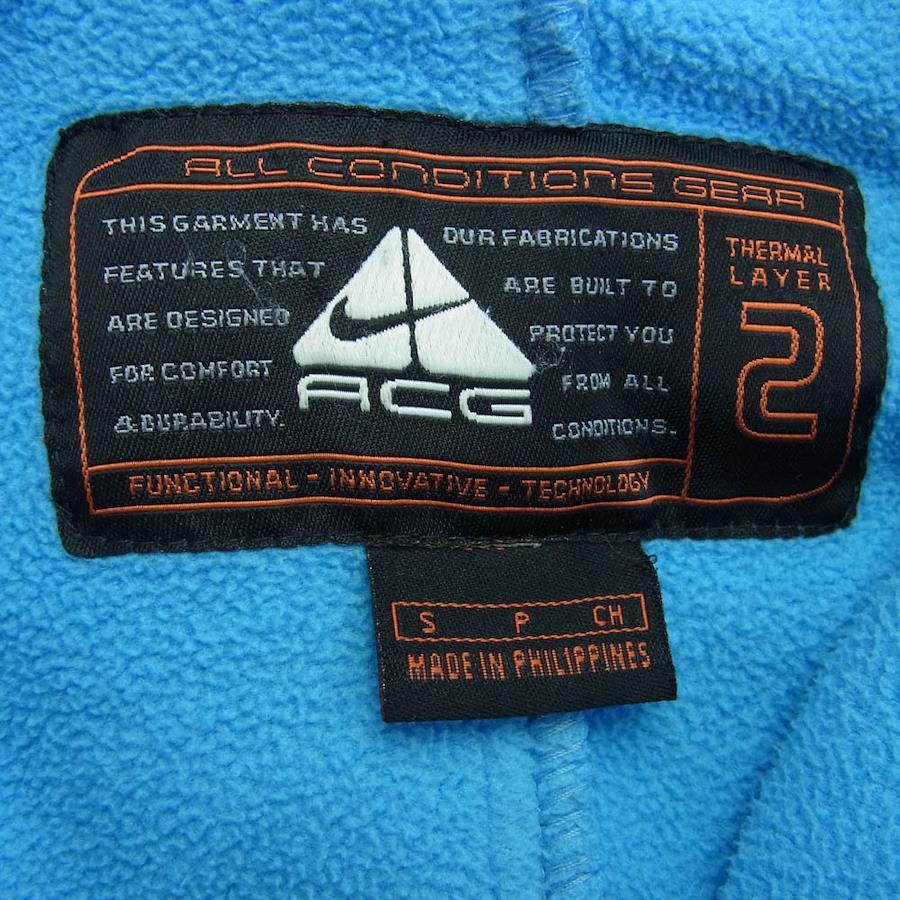 ALL CONDITIONS GEAR
THIS GARMENT HAS
FEATURES THAT
ARE DESIGNED
FOR COMFORT
& DURABILITY.
ACG
OUR FABRICATIONS
ARE BUILT TO
PROTECT YOU
FROM ALL
CONDITIONS.
THERMAL
LAYER
2
FUNCTIONAL - INNOVATIVE - TECHNOLOGY
S P CH
MADE IN PHILIPPINES